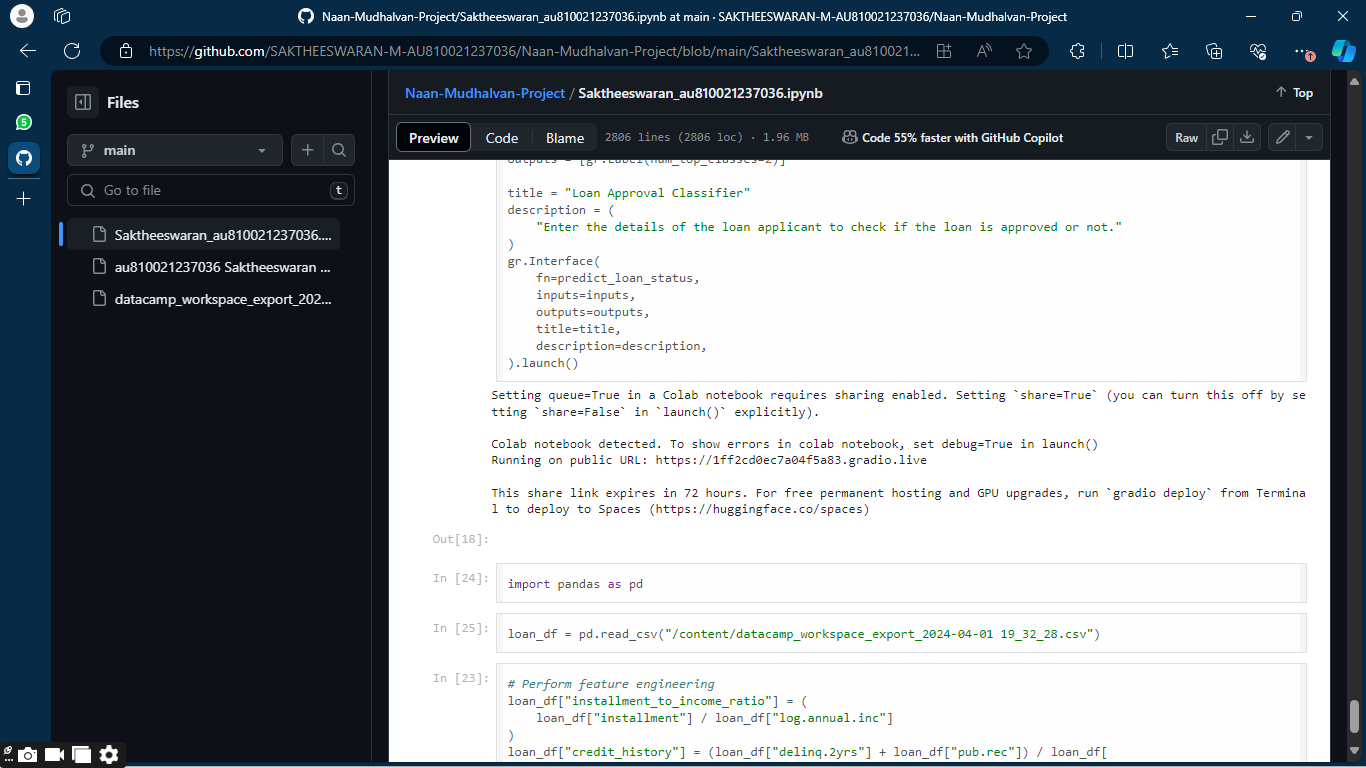 Naan-Mudhalvan-Project/Saktheeswaran_au810021237036.ipynb at main · SAKTHEESWARAN-M-AU810021237036/Naan-Mudhalvan-Project
https://github.com/SAKTHEESWARAN-M-AU810021237036/Naan-Mudhalvan-Project/blob/main/Saktheeswaran_au810021...
Files
main
Go to file
t
Saktheeswaran_au810021237036....
au810021237036 Saktheeswaran ...
datacamp_workspace_export_202...
5
Naan-Mudhalvan-Project / Saktheeswaran_au810021237036.ipynb
Top
Preview Code Blame 2806 lines (2806 loc) · 1.96 MB Code 55% faster with GitHub Copilot Raw
outputs = [gr.Label(num_top_classes=2)]
title = "Loan Approval Classifier"
description = (
"Enter the details of the loan applicant to check if the loan is approved or not."
)
gr.Interface(
fn=predict_loan_status,
inputs=inputs,
outputs=outputs,
title=title,
description=description,
).launch()
Setting queue=True in a Colab notebook requires sharing enabled. Setting `share=True` (you can turn this off by se
tting `share=False` in `launch()` explicitly).
Colab notebook detected. To show errors in colab notebook, set debug=True in launch()
Running on public URL: https://1ff2cd0ec7a04f5a83.gradio.live
This share link expires in 72 hours. For free permanent hosting and GPU upgrades, run `gradio deploy` from Termina
l to deploy to Spaces (https://huggingface.co/spaces)
Out[18]:
In [24]: import pandas as pd
In [25]: loan_df = pd.read_csv("/content/datacamp_workspace_export_2024-04-01 19_32_28.csv")
In [23]: # Perform feature engineering
loan_df["installment_to_income_ratio"] = (
loan_df["installment"] / loan_df["log.annual.inc"]
)
loan_df["credit_history"] = (loan_df["delinq.2yrs"] + loan_df["pub.rec"]) / loan_df[